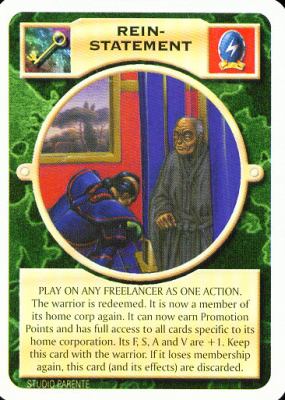 REIN-
STATEMENT
PLAY ON ANY FREELANCER AS ONE ACTION.
The warrior is redeemed. It is now a member of
its home corp again. It can now earn Promotion
Points and has full access to all cards specific to its
home corporation. Its F, S, A and V are +1. Keep
this card with the warrior. If it loses membership
again, this card (and its effects) are discarded.
STUDIO PARENTE